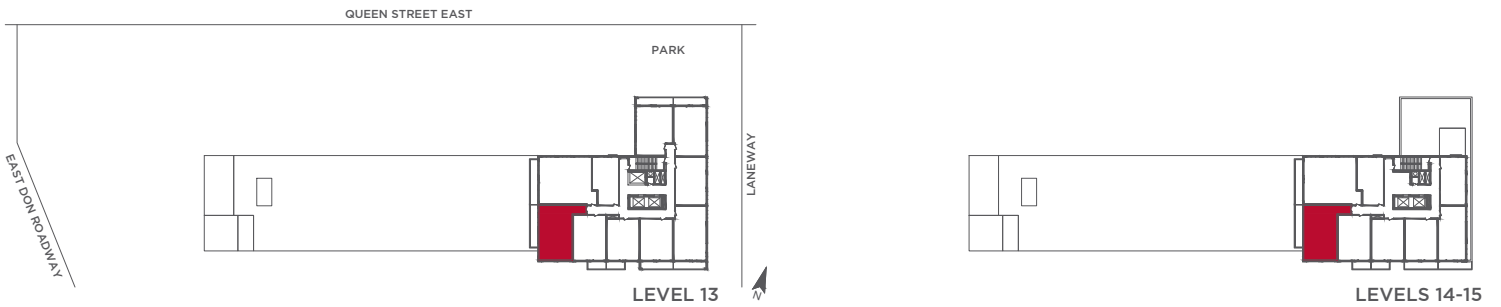 QUEEN STREET EAST
PARK
LANEWAY
EAST DON ROADWAY
LEVEL 13
N
LEVELS 14-15